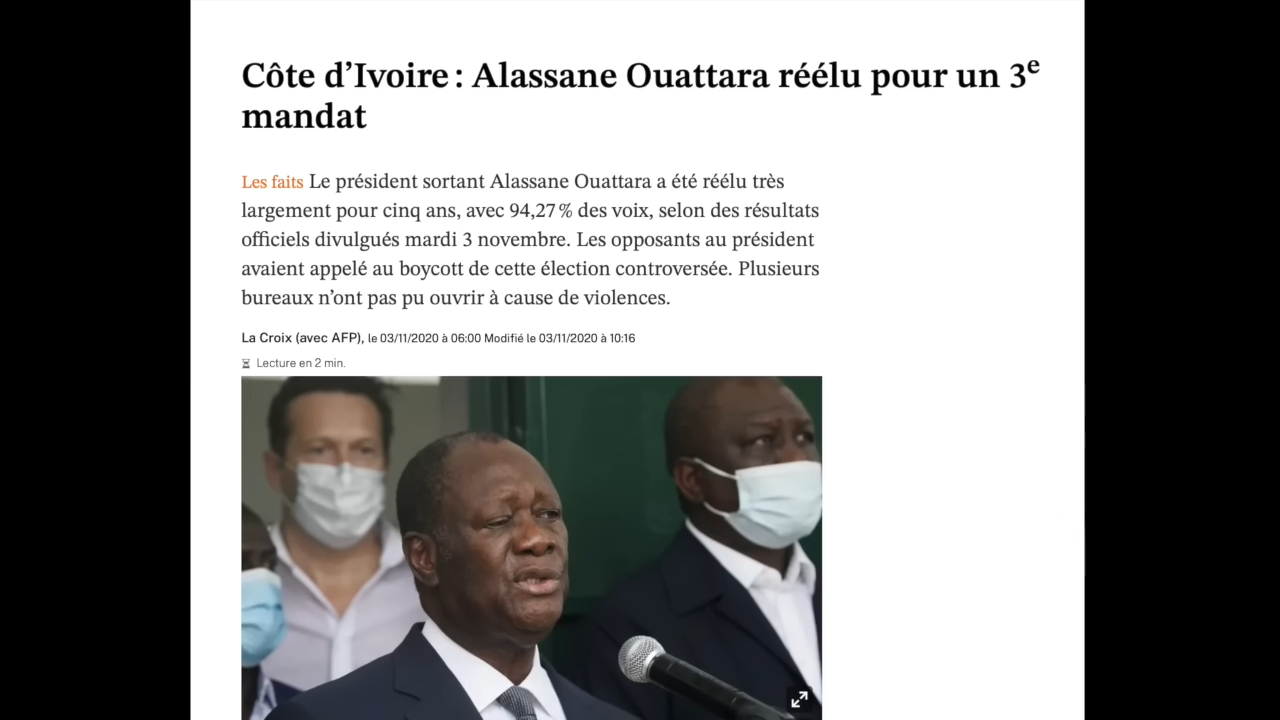 Côte d’Ivoire : Alassane Ouattara réélu pour un 3e
mandat
Les faits Le président sortant Alassane Ouattara a été réélu très
largement pour cinq ans, avec 94,27 % des voix, selon des résultats
officiels divulgués mardi 3 novembre. Les opposants au président
avaient appelé au boycott de cette élection controversée. Plusieurs
bureaux n’ont pas pu ouvrir à cause de violences.
La Croix (avec AFP), le 03/11/2020 à 06:00 Modifié le 03/11/2020 à 10:16
Lecture en 2 min.